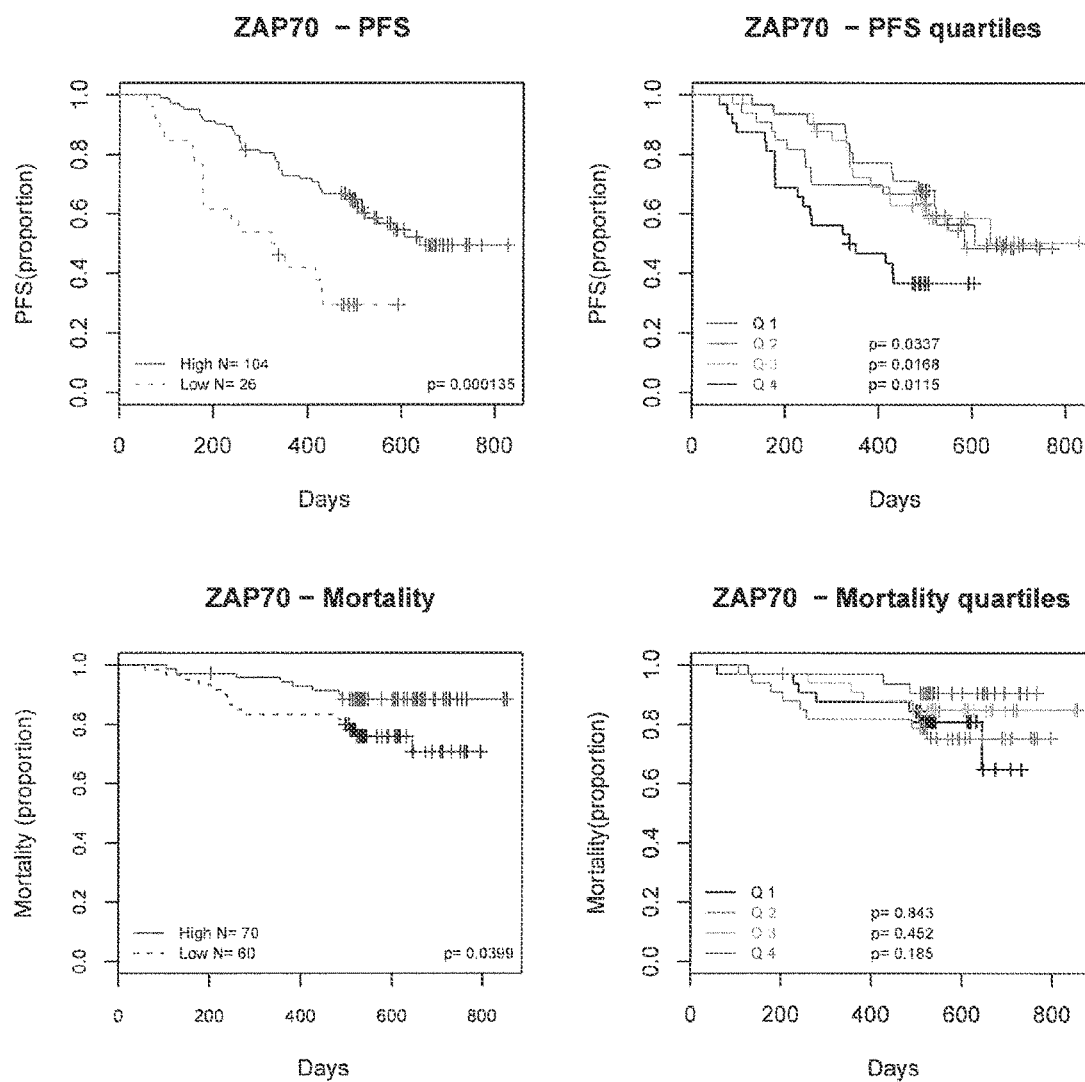 ZAP70 – PFS
PFS(proportion)
1.0
0.8
0.6
0.4
0.2
0.0
High N= 104
Low N= 26
p= 0.000135
0 200 400 600 800
Days
ZAP70 – PFS quartiles
PFS(proportion)
1.0
0.8
0.6
0.4
0.2
0.0
Q 1
Q 2 p= 0.0337
Q 3 p= 0.0168
Q 4 p= 0.0115
0 200 400 600 800
Days
ZAP70 – Mortality
Mortality (proportion)
1.0
0.8
0.6
0.4
0.2
0.0
High N= 70
Low N= 60
p= 0.0399
0 200 400 600 800
Days
ZAP70 – Mortality quartiles
Mortality(proportion)
1.0
0.8
0.6
0.4
0.2
0.0
Q 1
Q 2 p= 0.843
Q 3 p= 0.452
Q 4 p= 0.185
0 200 400 600 800
Days